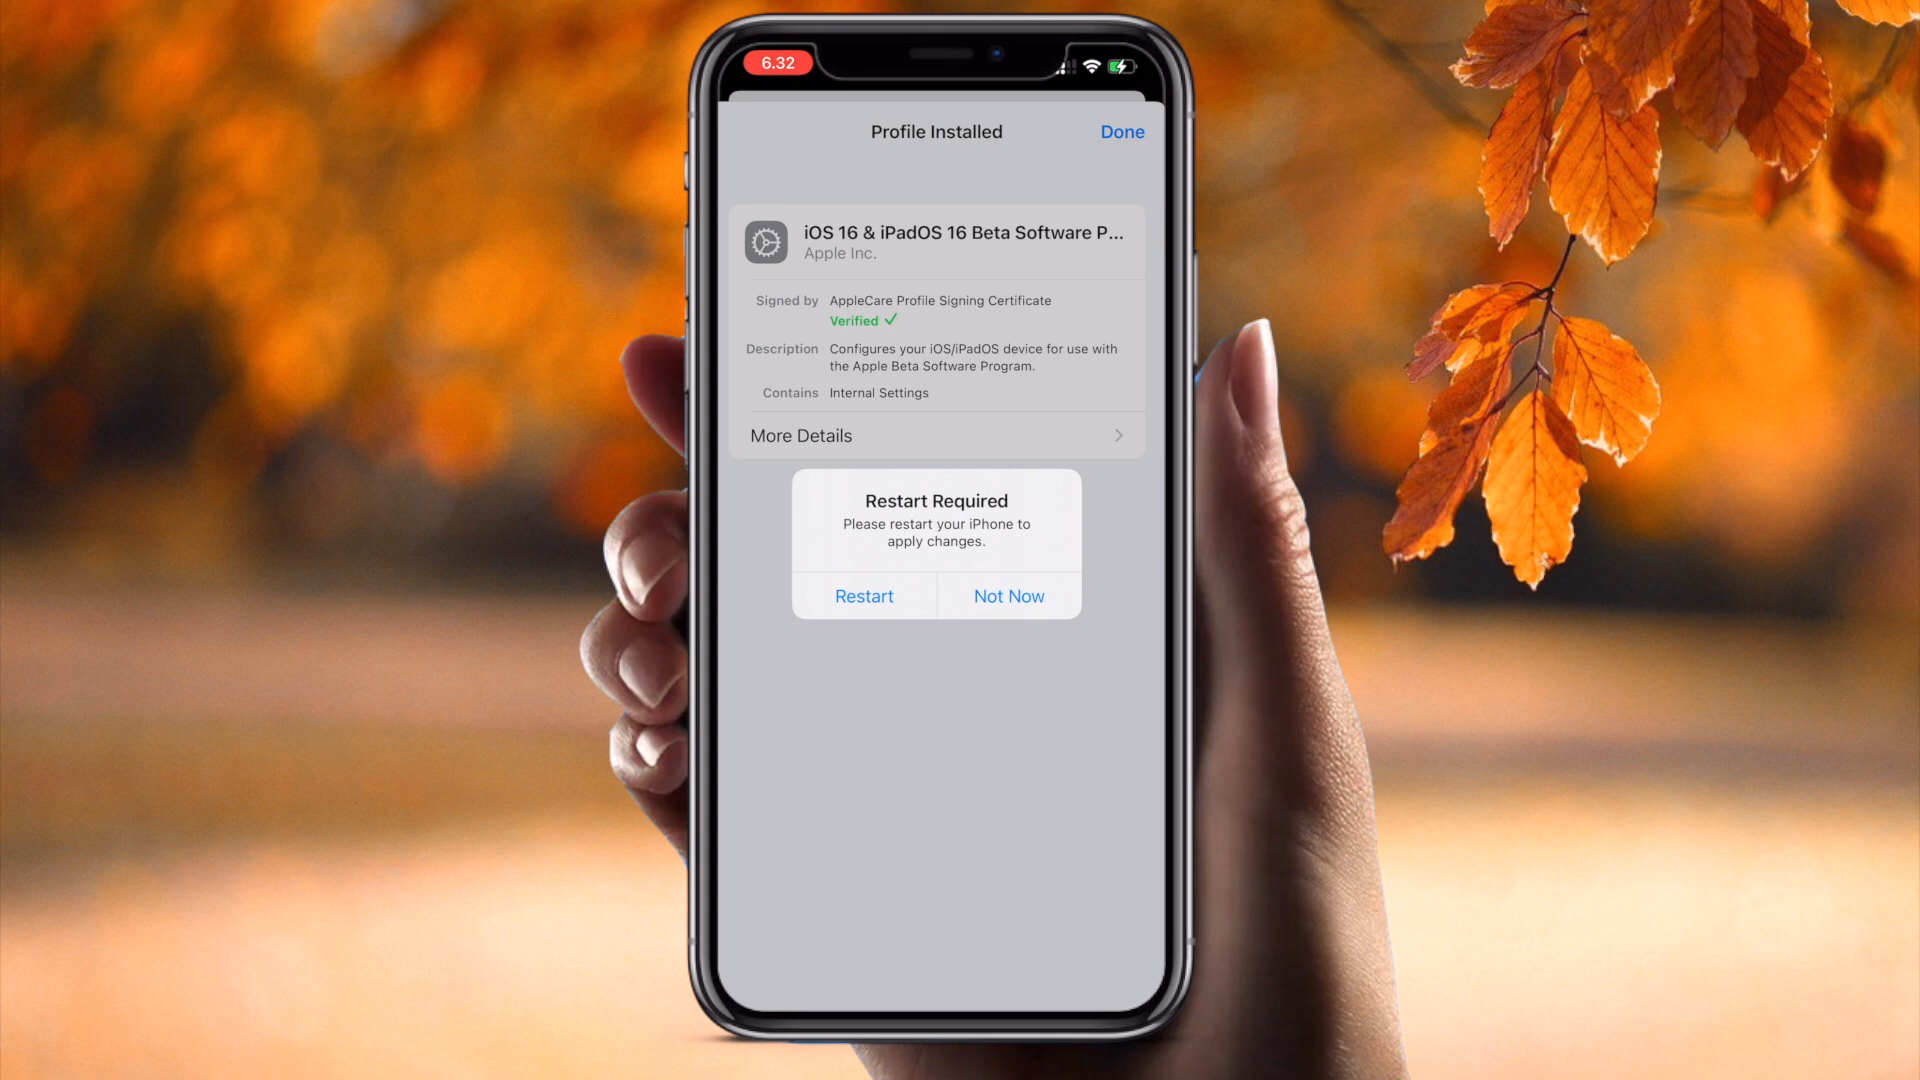 6.32
Profile Installed
Done
iOS 16 & iPadOS 16 Beta Software P...
Apple Inc.
Signed by AppleCare Profile Signing Certificate
Verified
Description Configures your iOS/iPadOS device for use with
the Apple Beta Software Program.
Contains Internal Settings
More Details
Restart Required
Please restart your iPhone to
apply changes.
Restart
Not Now